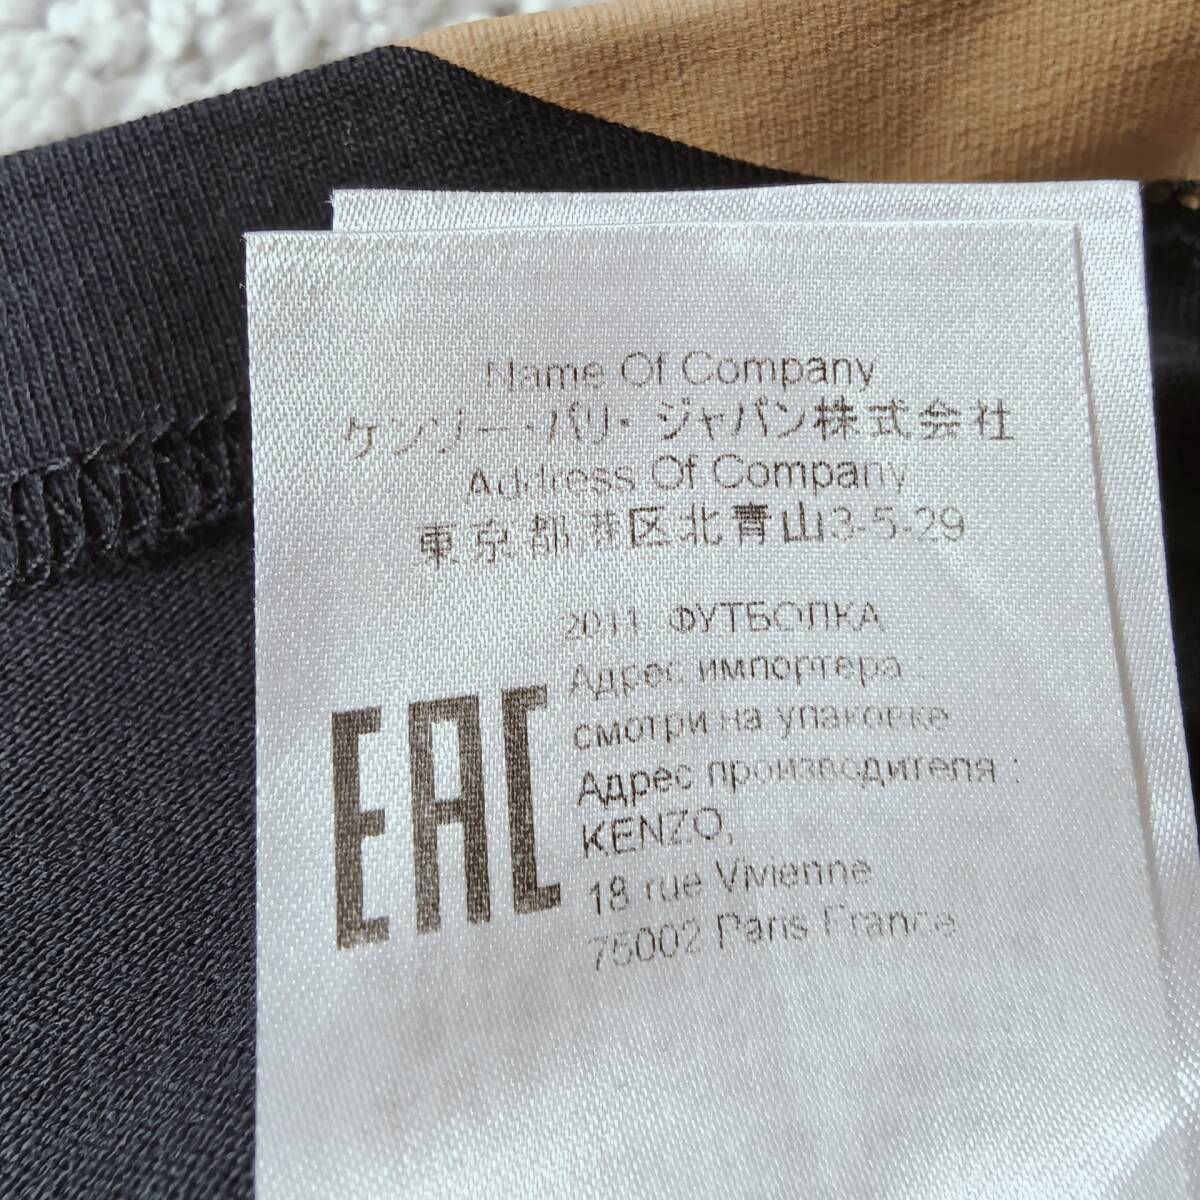 Name Of Company
ケンゾー・パリ・ジャパン株式会社
Address Of Company
東京都港区北青山3-5-29
2011 ФУТБОЛКА
Адрес импортера :
смотри на упаковке
Адрес производителя :
KENZO,
18 rue Vivienne
75002 Paris France
EAC